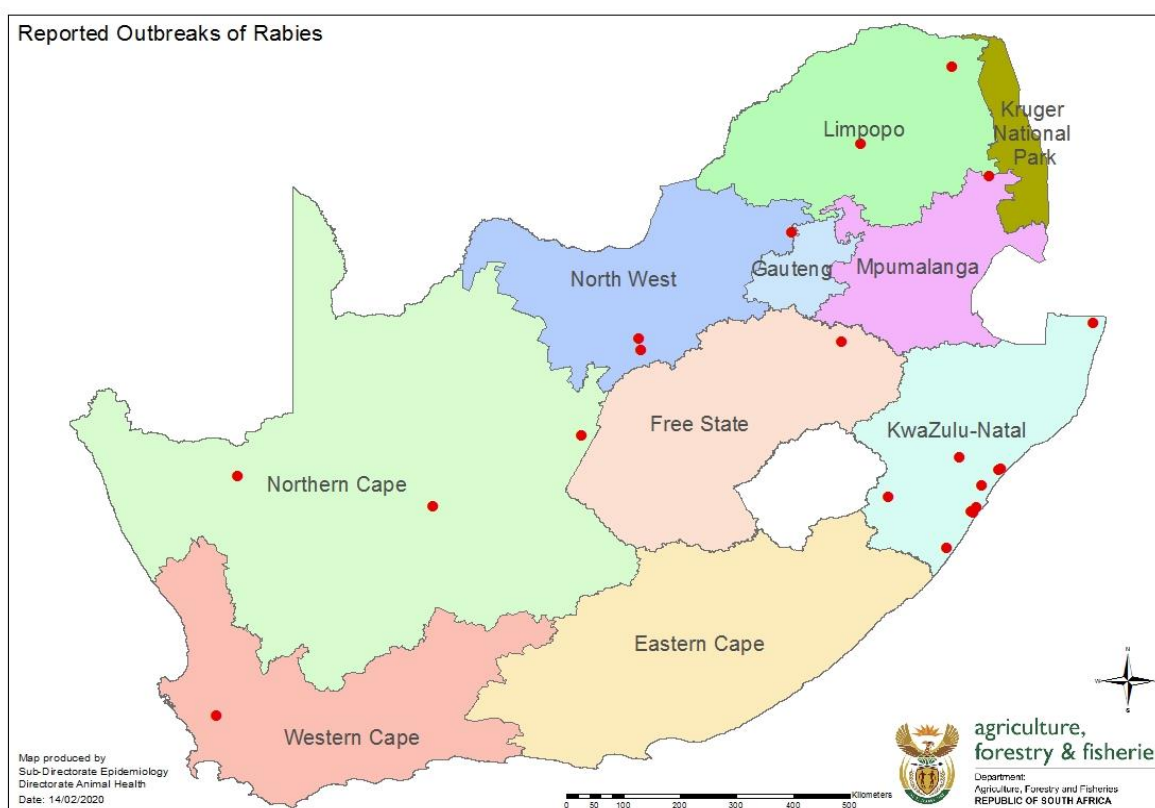 Reported Outbreaks of Rabies
Limpopo
Kruger
National
Park
North West
Gauteng
Mpumalanga
Free State
KwaZulu-Natal
Northern Cape
Eastern Cape
Western Cape
N
W
S
Map produced by
Sub-Directorate Epidemiology
Directorate Animal Health
Date: 14/02/2020
Kilometers
0 50 100 200 300 400 500
agriculture,
forestry & fisherie
Department:
Agriculture, Forestry and Fisheries
REPUBLIC OF SOUTH AFRICA